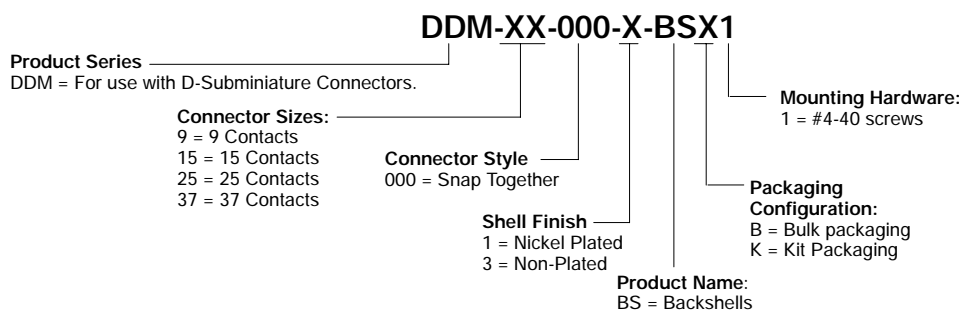 DDM-XX-000-X-BSX1
Product Series
DDM = For use with D-Subminiature Connectors.
Connector Sizes:
9 = 9 Contacts
15 = 15 Contacts
25 = 25 Contacts
37 = 37 Contacts
Connector Style
000 = Snap Together
Shell Finish
1 = Nickel Plated
3 = Non-Plated
Product Name:
BS = Backshells
Packaging
Configuration:
B = Bulk packaging
K = Kit Packaging
Mounting Hardware:
1 = #4-40 screws